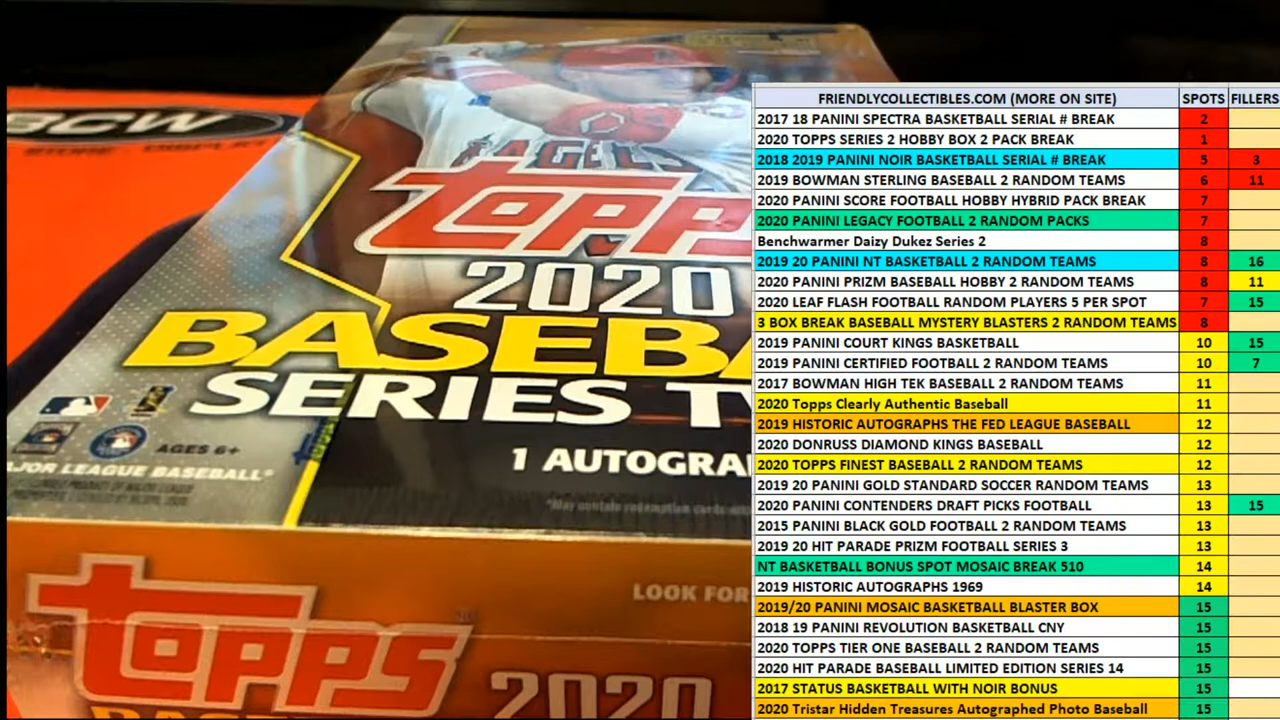 BCW
STORE · DISPLAY
ANGELS
Topps
2020
BASEBA
SERIES TW
AGES 6+
1 AUTOGRA
JOR LEAGUE BASEBALL®
*May contain redemption cards
LOOK FOR
Topps 2020
FRIENDLYCOLLECTIBLES.COM (MORE ON SITE) SPOTS FILLERS
2017 18 PANINI SPECTRA BASKETBALL SERIAL # BREAK 2
2020 TOPPS SERIES 2 HOBBY BOX 2 PACK BREAK 1
2018 2019 PANINI NOIR BASKETBALL SERIAL # BREAK 5 3
2019 BOWMAN STERLING BASEBALL 2 RANDOM TEAMS 6 11
2020 PANINI SCORE FOOTBALL HOBBY HYBRID PACK BREAK 7
2020 PANINI LEGACY FOOTBALL 2 RANDOM PACKS 7
Benchwarmer Daizy Dukez Series 2 8
2019 20 PANINI NT BASKETBALL 2 RANDOM TEAMS 8 16
2020 PANINI PRIZM BASEBALL HOBBY 2 RANDOM TEAMS 8 11
2020 LEAF FLASH FOOTBALL RANDOM PLAYERS 5 PER SPOT 7 15
3 BOX BREAK BASEBALL MYSTERY BLASTERS 2 RANDOM TEAMS 8
2019 PANINI COURT KINGS BASKETBALL 10 15
2019 PANINI CERTIFIED FOOTBALL 2 RANDOM TEAMS 10 7
2017 BOWMAN HIGH TEK BASEBALL 2 RANDOM TEAMS 11
2020 Topps Clearly Authentic Baseball 11
2019 HISTORIC AUTOGRAPHS THE FED LEAGUE BASEBALL 12
2020 DONRUSS DIAMOND KINGS BASEBALL 12
2020 TOPPS FINEST BASEBALL 2 RANDOM TEAMS 12
2019 20 PANINI GOLD STANDARD SOCCER RANDOM TEAMS 13
2020 PANINI CONTENDERS DRAFT PICKS FOOTBALL 13 15
2015 PANINI BLACK GOLD FOOTBALL 2 RANDOM TEAMS 13
2019 20 HIT PARADE PRIZM FOOTBALL SERIES 3 13
NT BASKETBALL BONUS SPOT MOSAIC BREAK 510 14
2019 HISTORIC AUTOGRAPHS 1969 14
2019/20 PANINI MOSAIC BASKETBALL BLASTER BOX 15
2018 19 PANINI REVOLUTION BASKETBALL CNY 15
2020 TOPPS TIER ONE BASEBALL 2 RANDOM TEAMS 15
2020 HIT PARADE BASEBALL LIMITED EDITION SERIES 14 15
2017 STATUS BASKETBALL WITH NOIR BONUS 15
2020 Tristar Hidden Treasures Autographed Photo Baseball 15